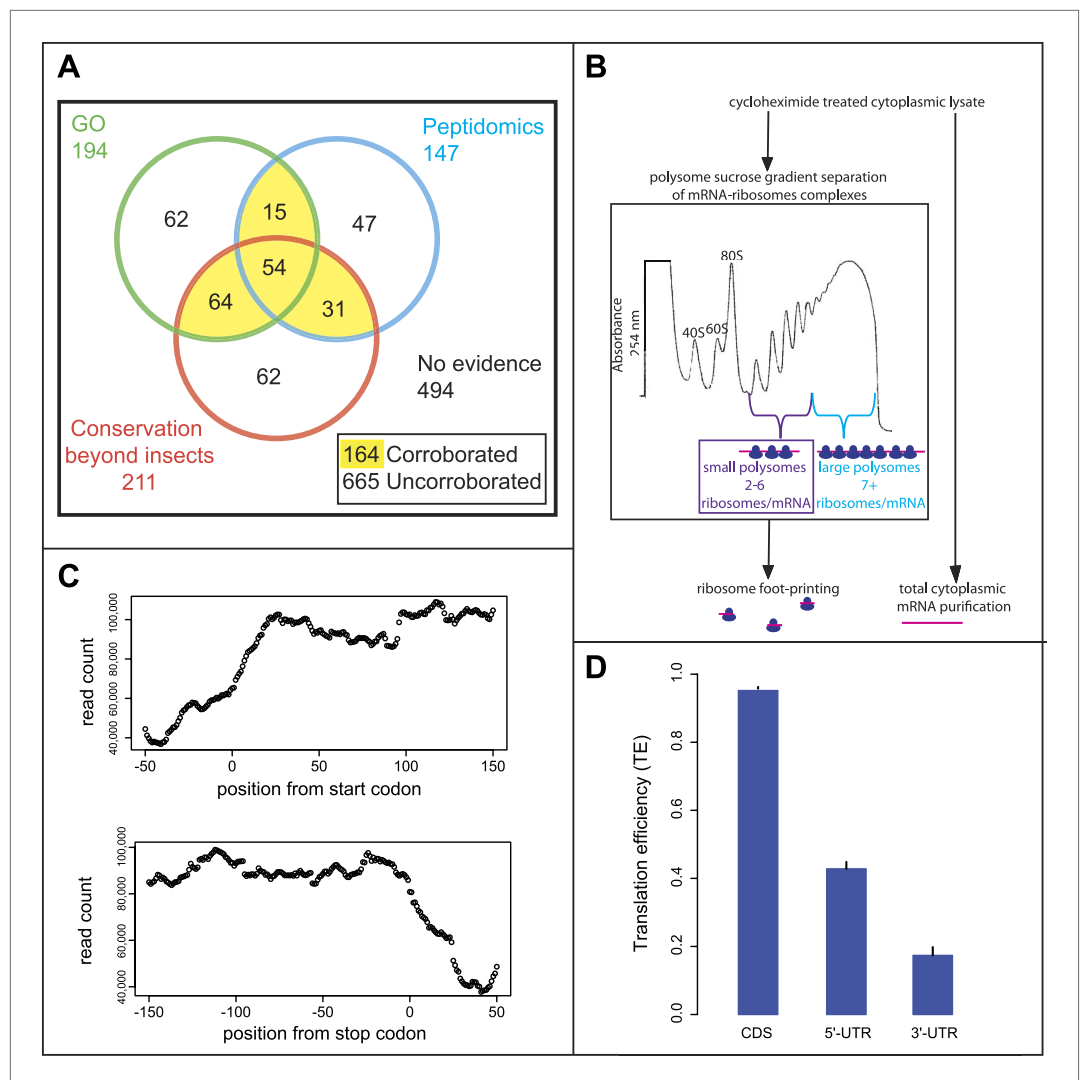 A
GO
194
Peptidomics
147
62
15
47
54
64
31
62
No evidence
494
Conservation
beyond insects
211
164 Corroborated
665 Uncorroborated
B
cycloheximide treated cytoplasmic lysate
polysome sucrose gradient separation
of mRNA-ribosomes complexes
Absorbance
254 nm
40S
60S
80S
small polysomes
2-6
ribosomes/mRNA
large polysomes
7+
ribosomes/mRNA
ribosome foot-printing
total cytoplasmic
mRNA purification
C
read count
40,000 60,000 80,000 100,000
-50 0 50 100 150
position from start codon
read count
40,000 60,000 80,000 100,000
-150 -100 -50 0 50
position from stop codon
D
Translation efficiency (TE)
0.0 0.2 0.4 0.6 0.8 1.0
CDS 5'-UTR 3'-UTR